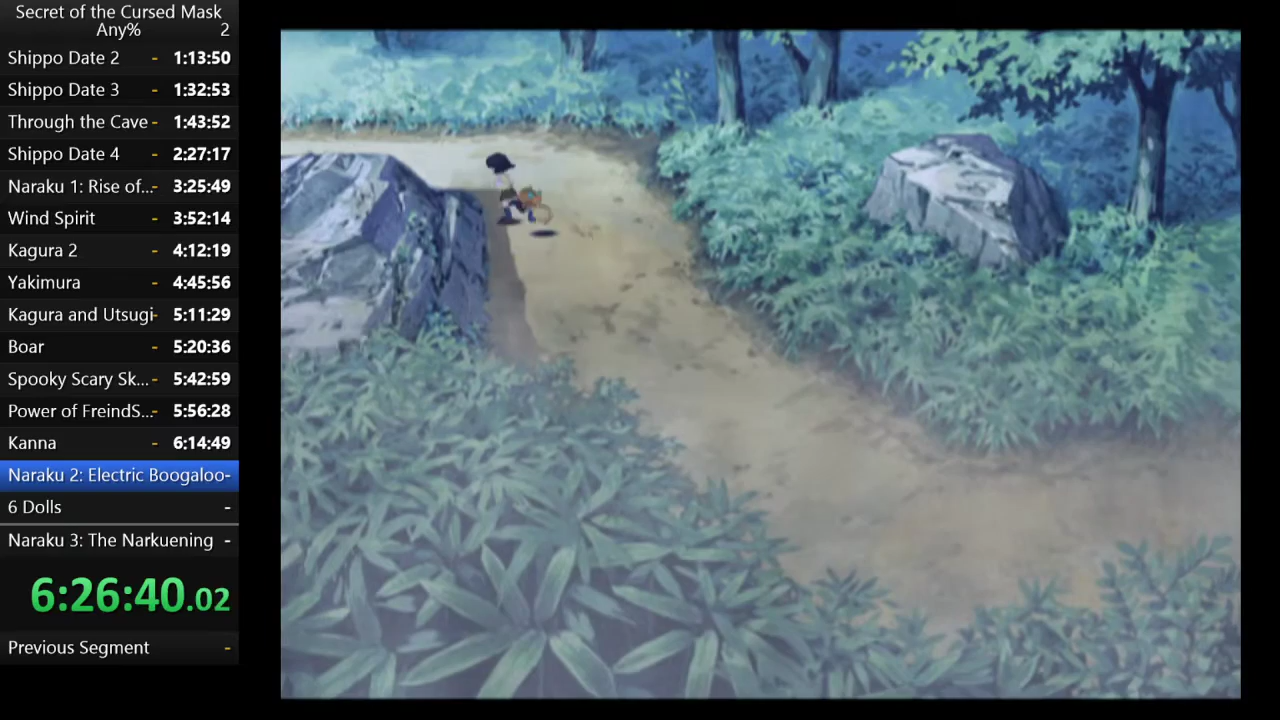 Secret of the Cursed Mask
Any% 2
Shippo Date 2 - 1:13:50
Shippo Date 3 - 1:32:53
Through the Cave - 1:43:52
Shippo Date 4 - 2:27:17
Naraku 1: Rise of... - 3:25:49
Wind Spirit - 3:52:14
Kagura 2 - 4:12:19
Yakimura - 4:45:56
Kagura and Utsugi - 5:11:29
Boar - 5:20:36
Spooky Scary Sk... - 5:42:59
Power of FreindS... - 5:56:28
Kanna - 6:14:49
Naraku 2: Electric Boogaloo -
6 Dolls -
Naraku 3: The Narkuening -
6:26:40.02
Previous Segment -